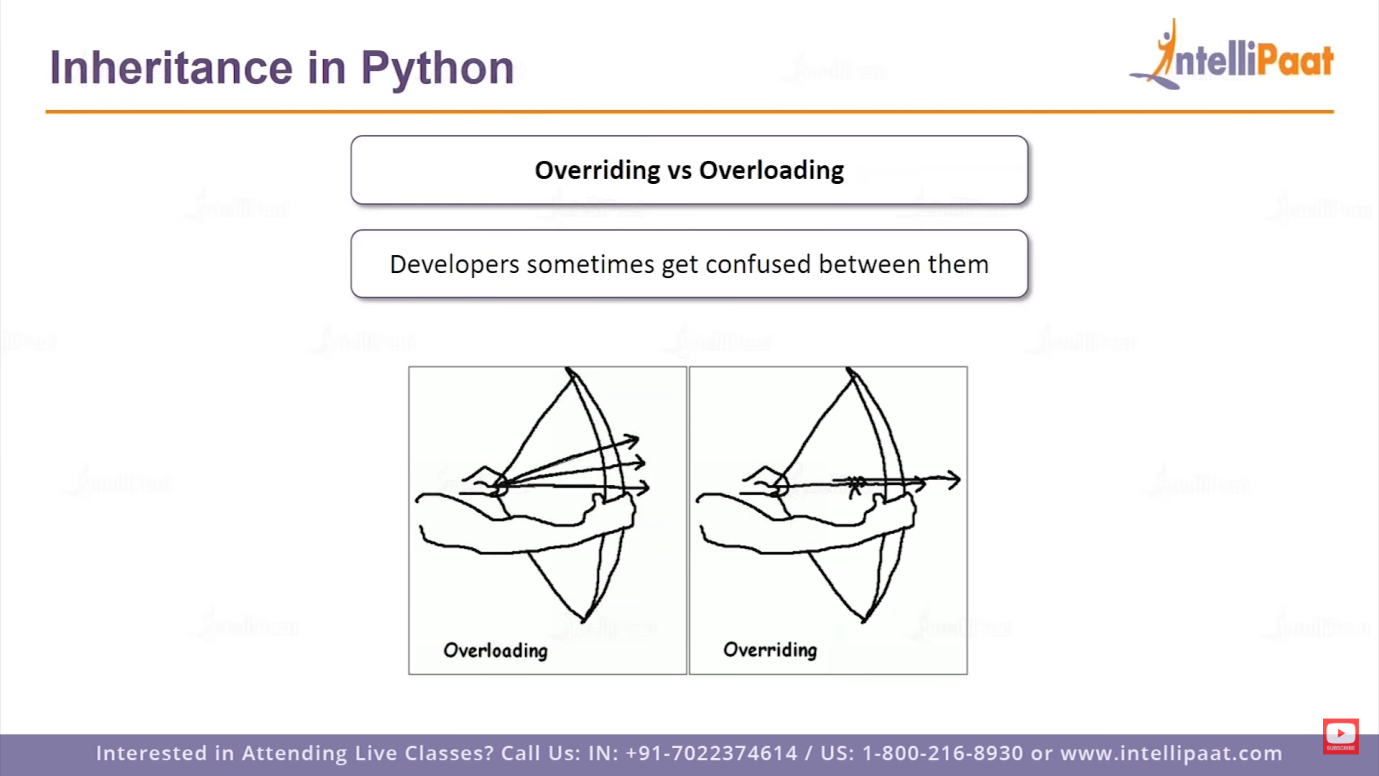 Inheritance in Python
IntelliPaat
Overriding vs Overloading
Developers sometimes get confused between them
Overloading
Overriding
Interested in Attending Live Classes? Call Us: IN: +91-7022374614 / US: 1-800-216-8930 or www.intellipaat.com
SUBSCRIBE